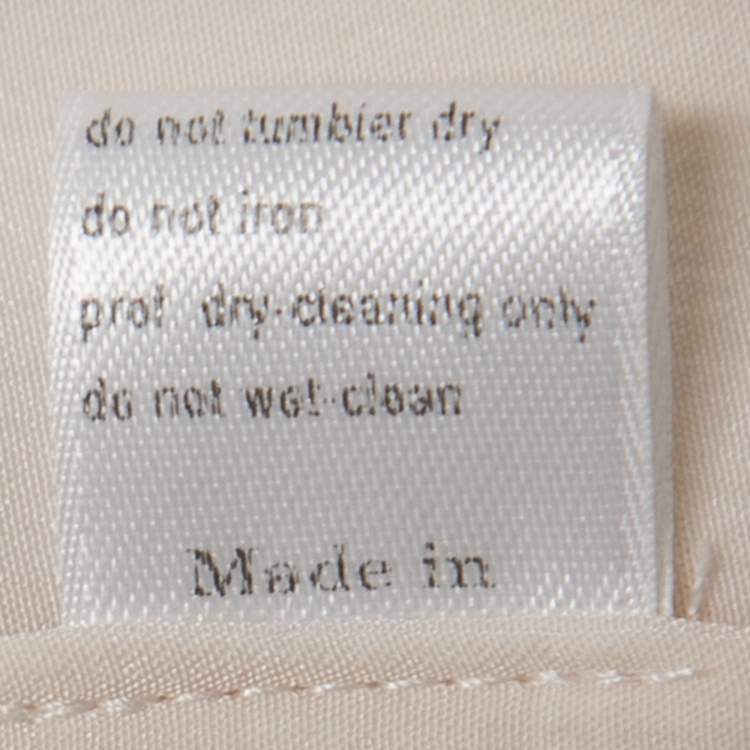 do not tumbler dry
do not iron
prof dry-cleaning only
do not wet-clean
Made in